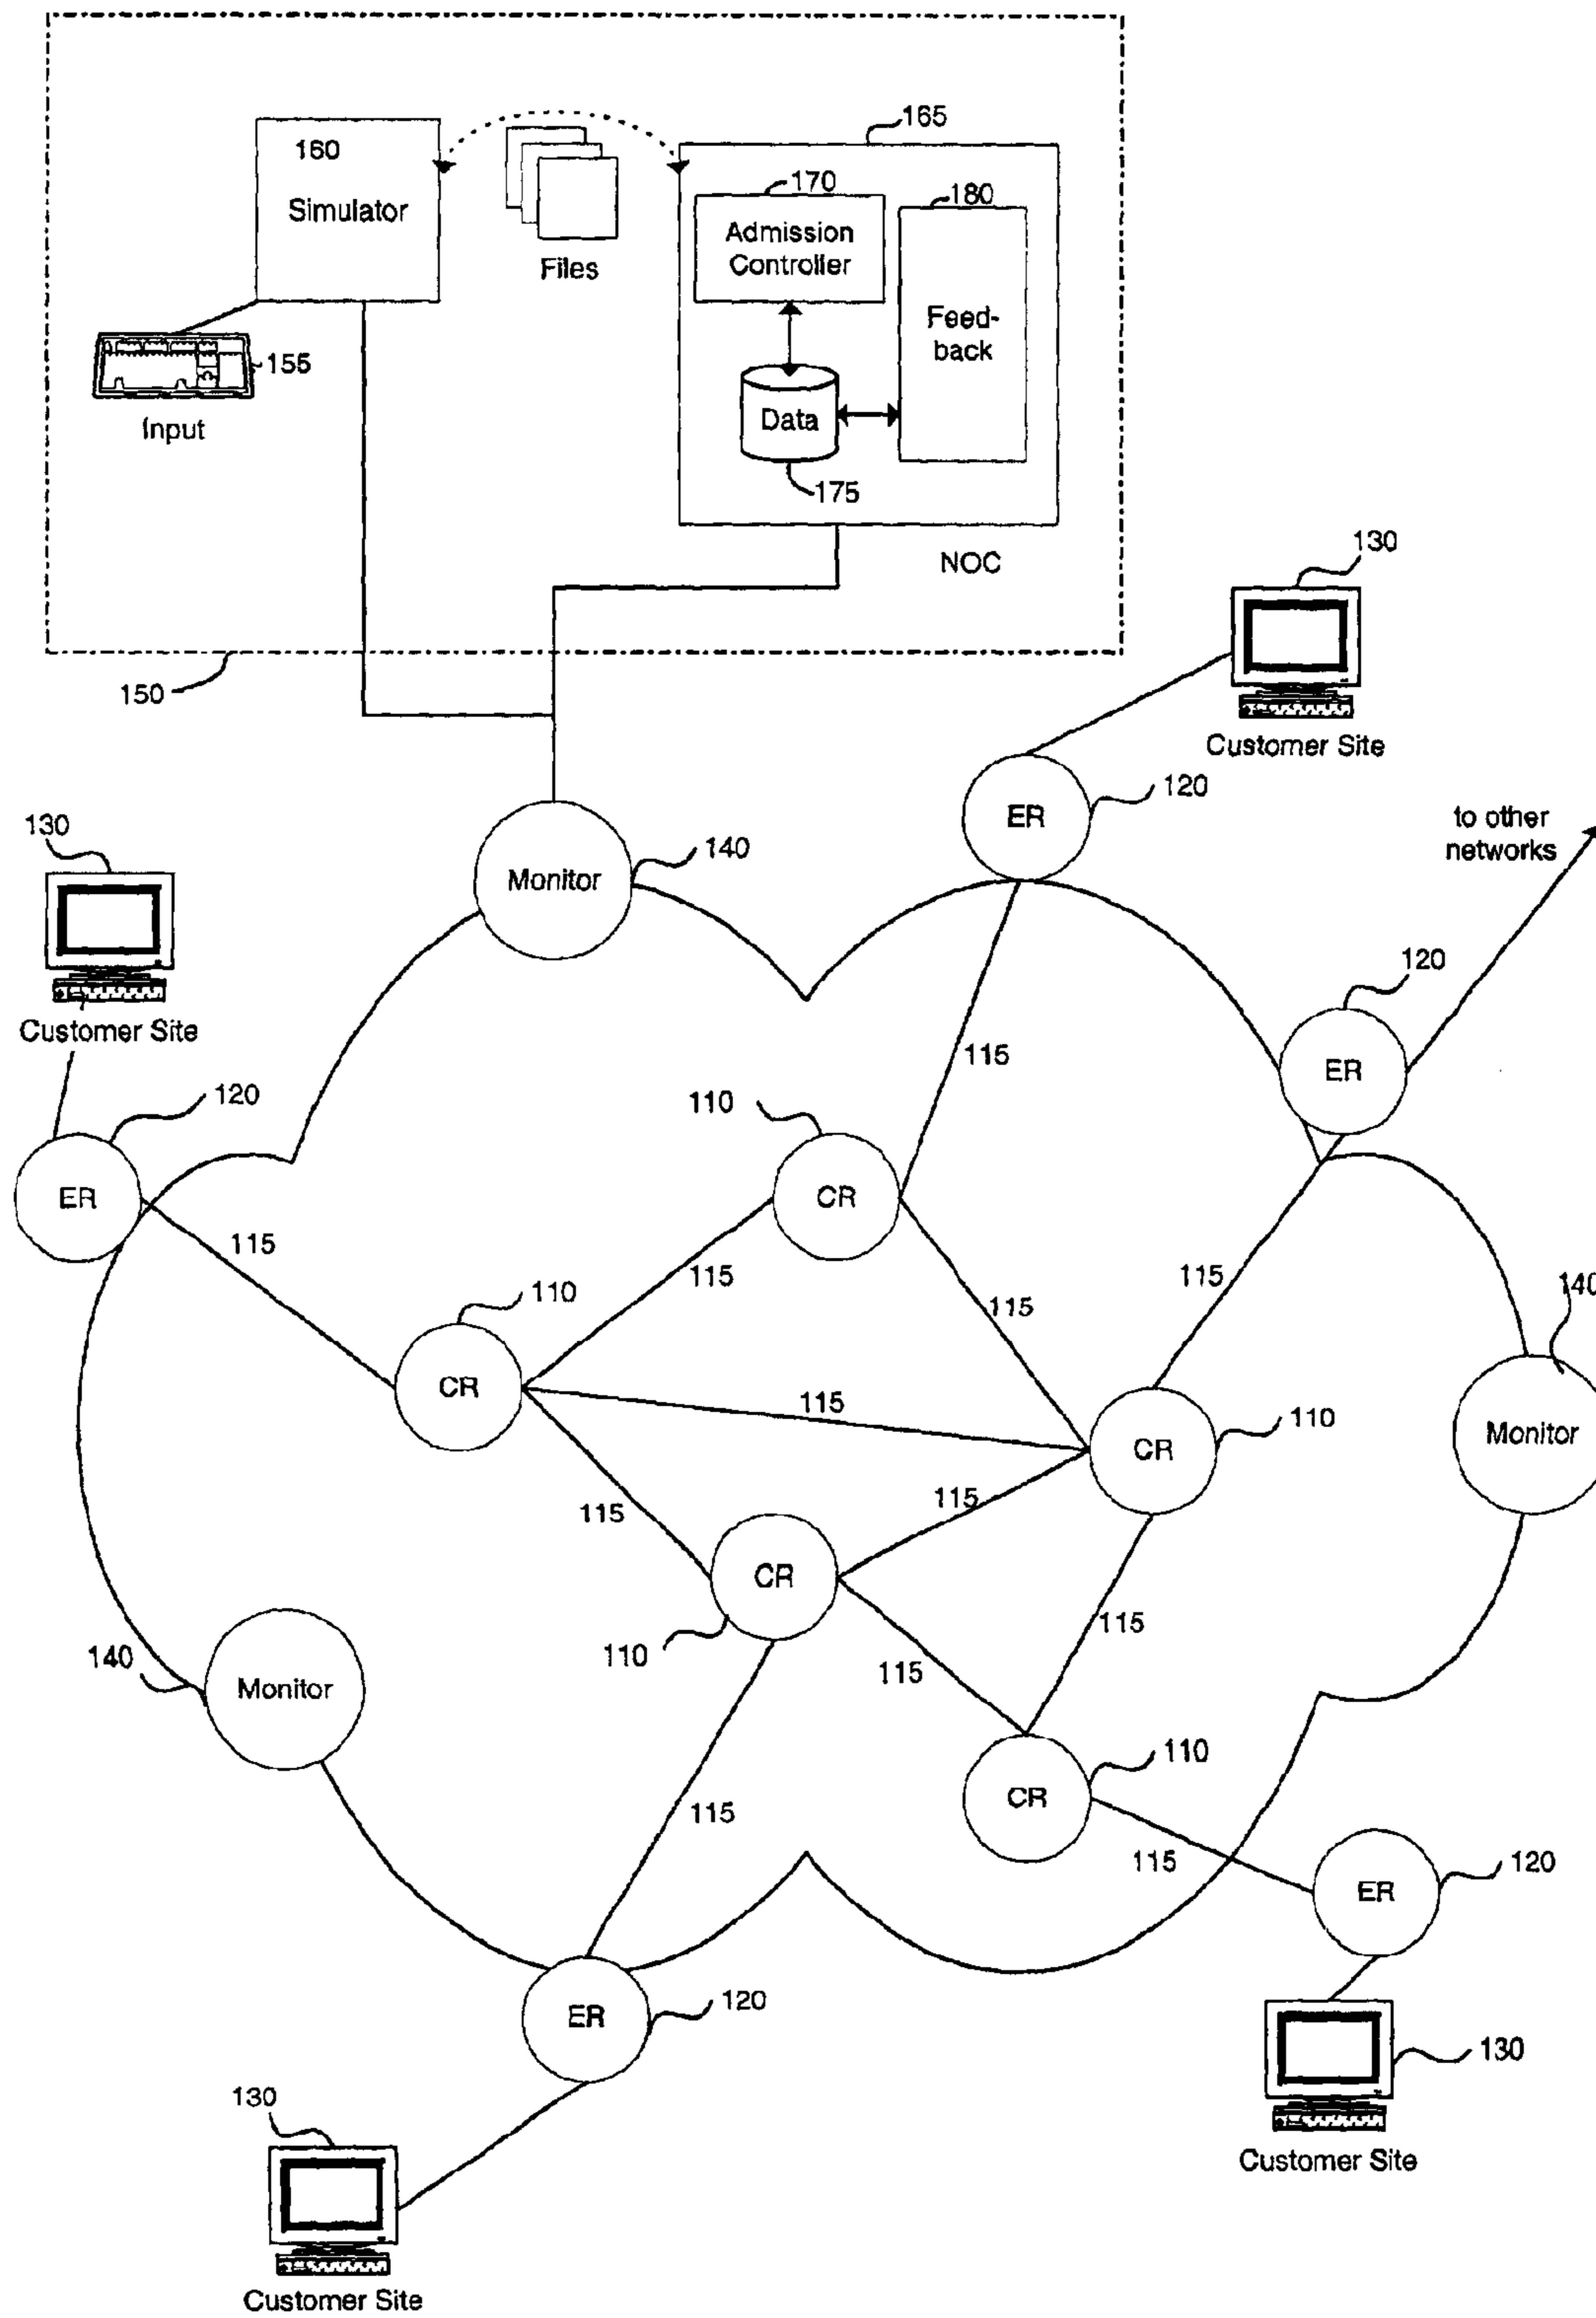 165
160
Simulator
Files
170
Admission
Controller
180
Feed-
back
Data
175
155
Input
NOC
150
130
Customer Site
ER
120
to other
networks
130
Customer Site
Monitor
140
120
ER
115
120
ER
110
CR
115
115
115
115
140
110
CR
115
110
CR
Monitor
115
115
CR
110
115
115
140
Monitor
110
CR
115
115
120
ER
ER
120
130
Customer Site
130
Customer Site